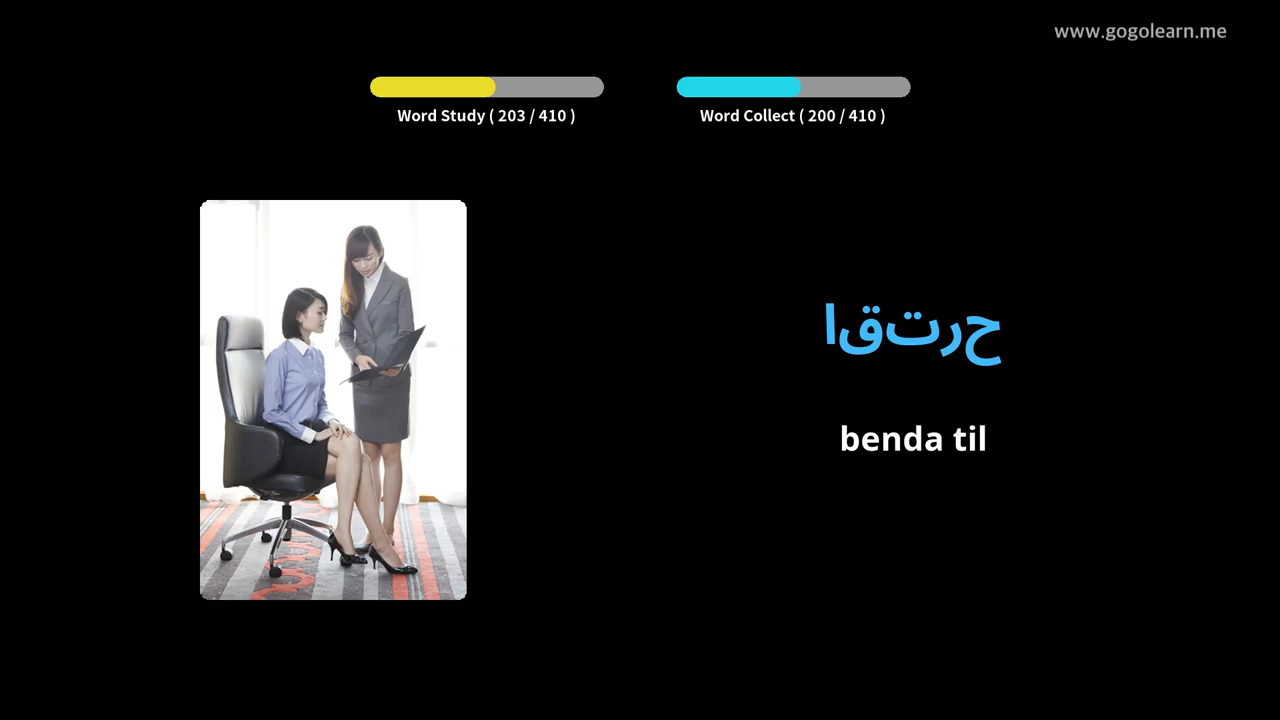 www.gogolearn.me
Word Study ( 203 / 410 )
Word Collect ( 200 / 410 )
اقترح
benda til